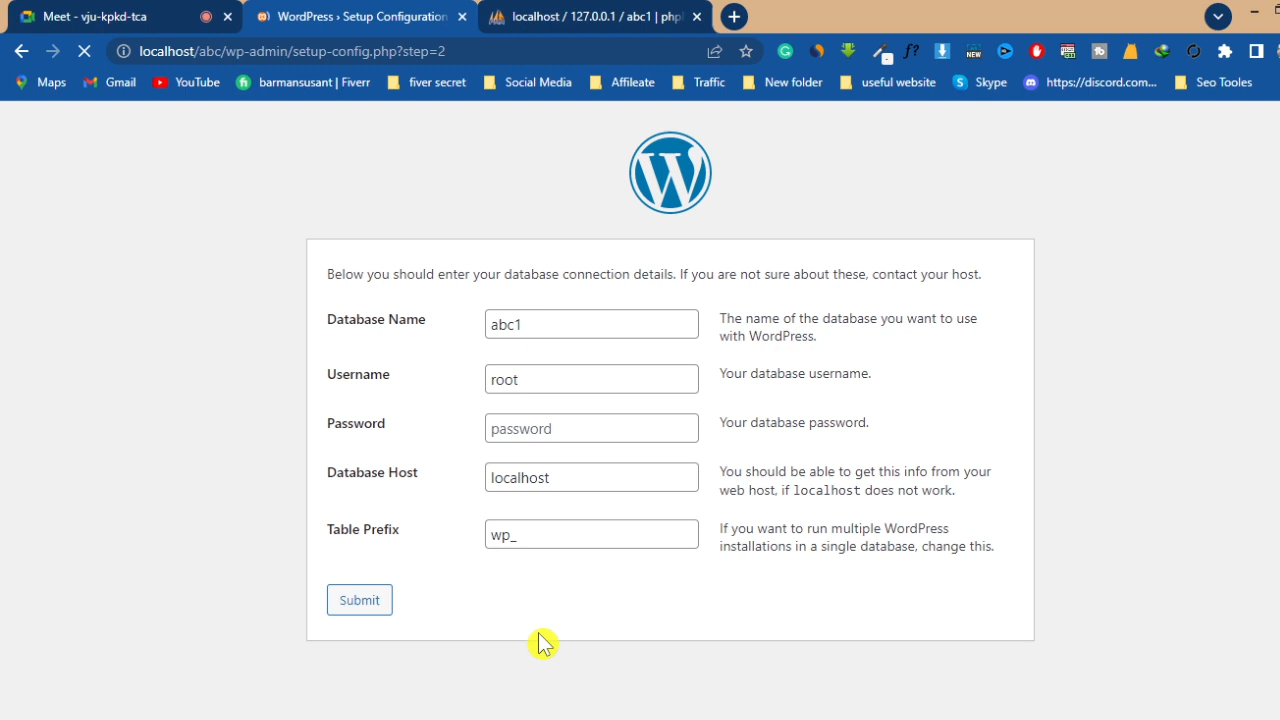 Meet - vju-kpkd-tca
WordPress › Setup Configuration
localhost / 127.0.0.1 / abc1 | php
localhost/abc/wp-admin/setup-config.php?step=2
Maps
Gmail
YouTube
barmansusant | Fiverr
fiver secret
Social Media
Affileate
Traffic
New folder
useful website
Skype
https://discord.com...
Seo Tooles
Below you should enter your database connection details. If you are not sure about these, contact your host.
Database Name
abc1
The name of the database you want to use
with WordPress.
Username
root
Your database username.
Password
password
Your database password.
Database Host
localhost
You should be able to get this info from your
web host, if localhost does not work.
Table Prefix
wp_
If you want to run multiple WordPress
installations in a single database, change this.
Submit